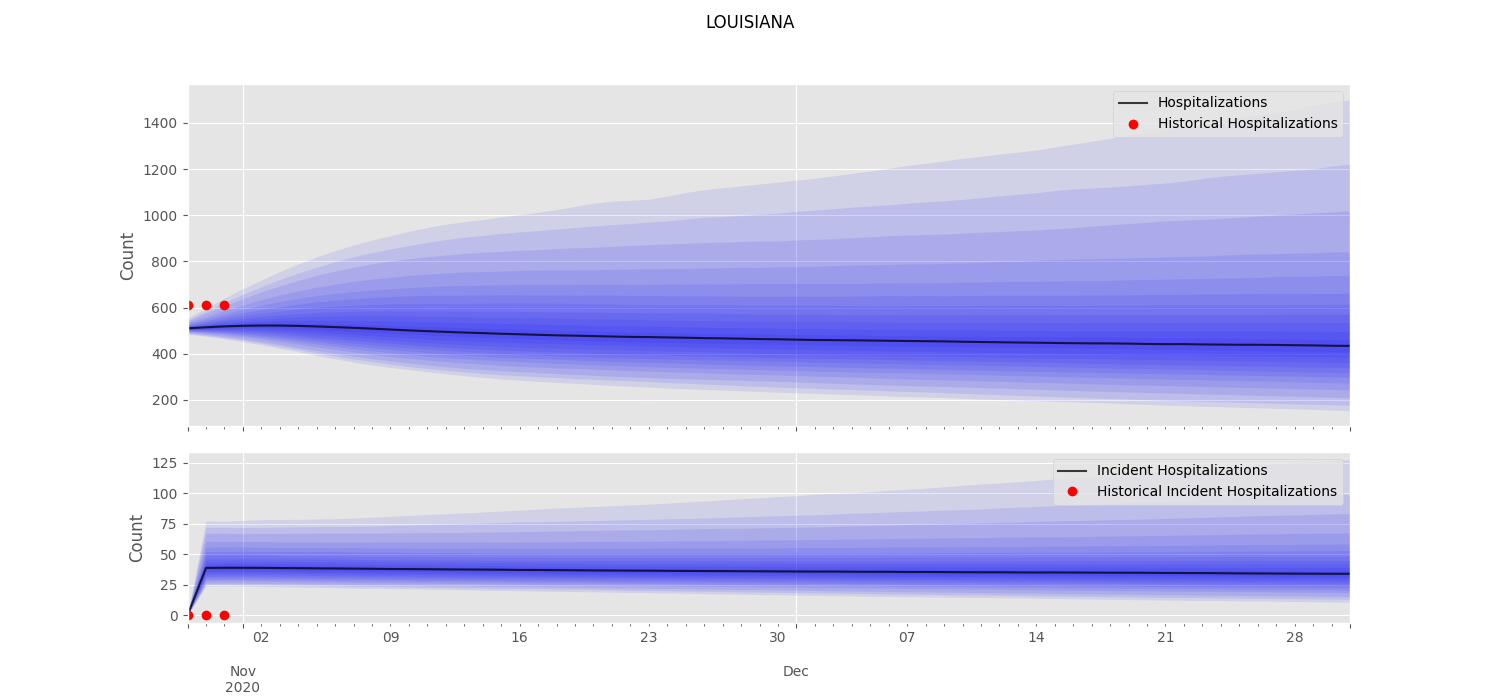 LOUISIANA
Hospitalizations
Historical Hospitalizations
Count
1400
1200
1000
800
600
400
200
Incident Hospitalizations
Historical Incident Hospitalizations
Count
125
100
75
50
25
0
02 09 16 23 30 07 14 21 28
Nov Dec
2020